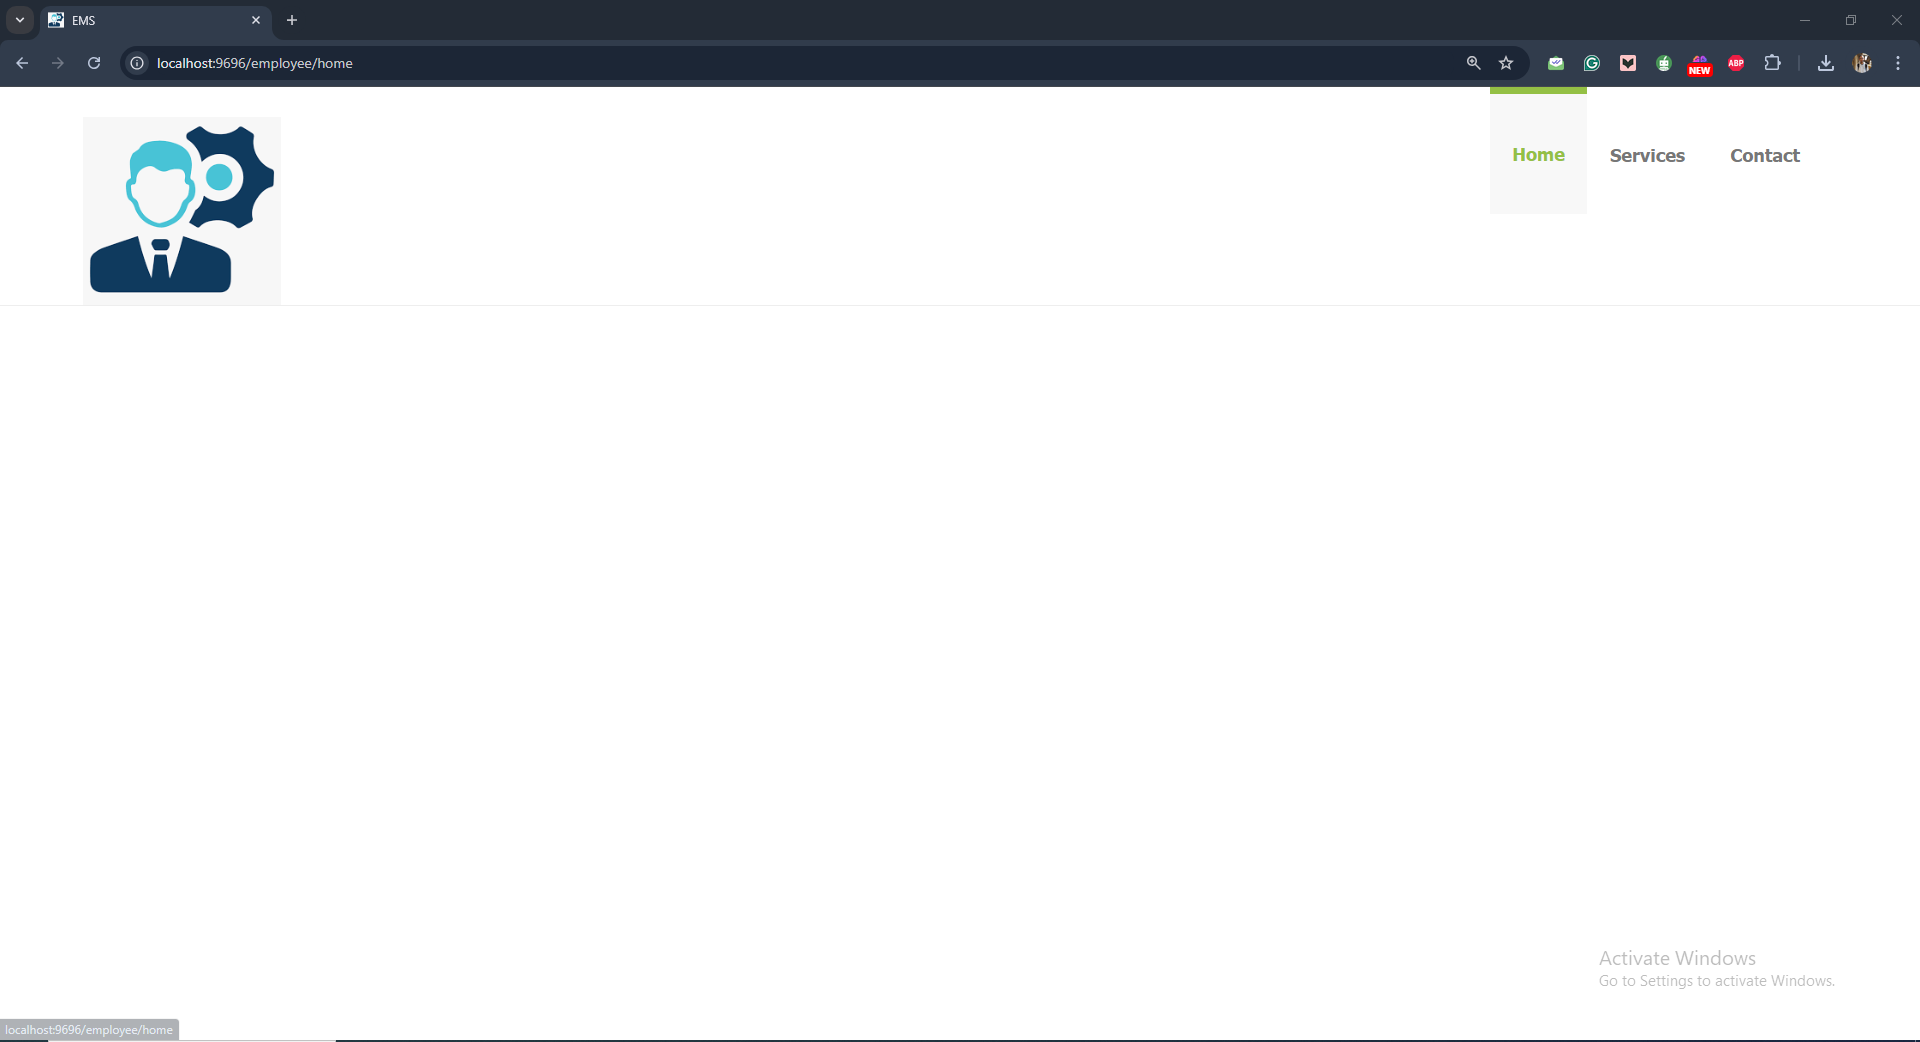 EMS
localhost:9696/employee/home
NEW
ABP
Home
Services
Contact
Activate Windows
Go to Settings to activate Windows.
localhost:9696/employee/home